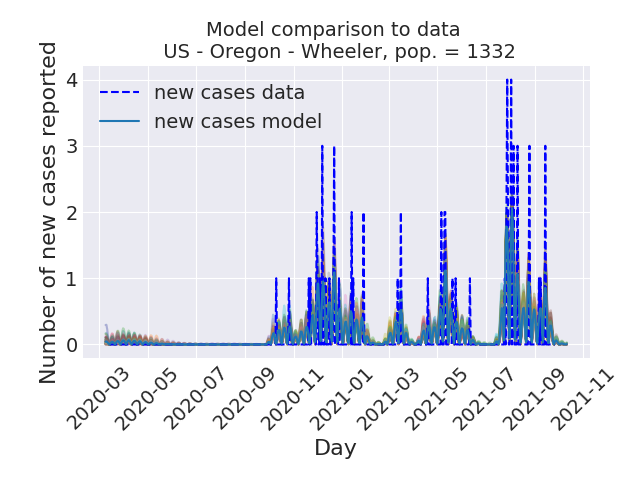 Model comparison to data
US - Oregon - Wheeler, pop. = 1332
new cases data
new cases model
Number of new cases reported
4
3
2
1
0
2020-03
2020-05
2020-07
2020-09
2020-11
2021-01
2021-03
2021-05
2021-07
2021-09
2021-11
Day